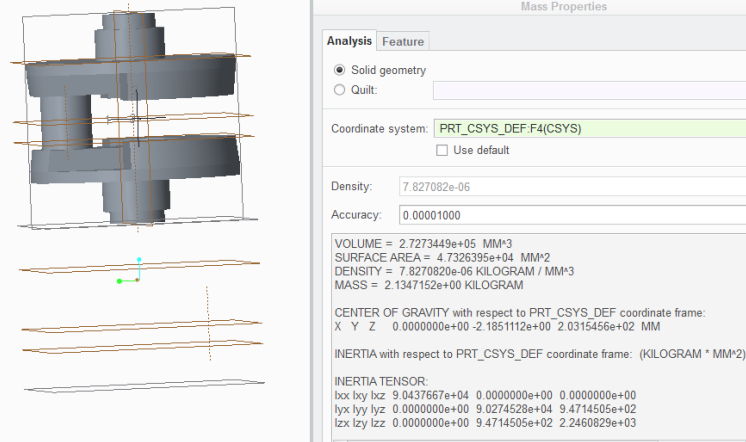 Mass Properties
Analysis Feature
Solid geometry
Quilt:
Coordinate system: PRT_CSYS_DEF:F4(CSYS)
Use default
Density: 7.827082e-06
Accuracy: 0.00001000
VOLUME = 2.7273449e+05 MM^3
SURFACE AREA = 4.7326395e+04 MM^2
DENSITY = 7.8270820e-06 KILOGRAM / MM^3
MASS = 2.1347152e+00 KILOGRAM
CENTER OF GRAVITY with respect to PRT_CSYS_DEF coordinate frame:
X Y Z 0.0000000e+00 -2.1851112e+00 2.0315456e+02 MM
INERTIA with respect to PRT_CSYS_DEF coordinate frame: (KILOGRAM * MM^2)
INERTIA TENSOR:
Ixx Ixy Ixz 9.0437667e+04 0.0000000e+00 0.0000000e+00
Iyx Iyy Iyz 0.0000000e+00 9.0274528e+04 9.4714505e+02
Izx Izy Izz 0.0000000e+00 9.4714505e+02 2.2460829e+03